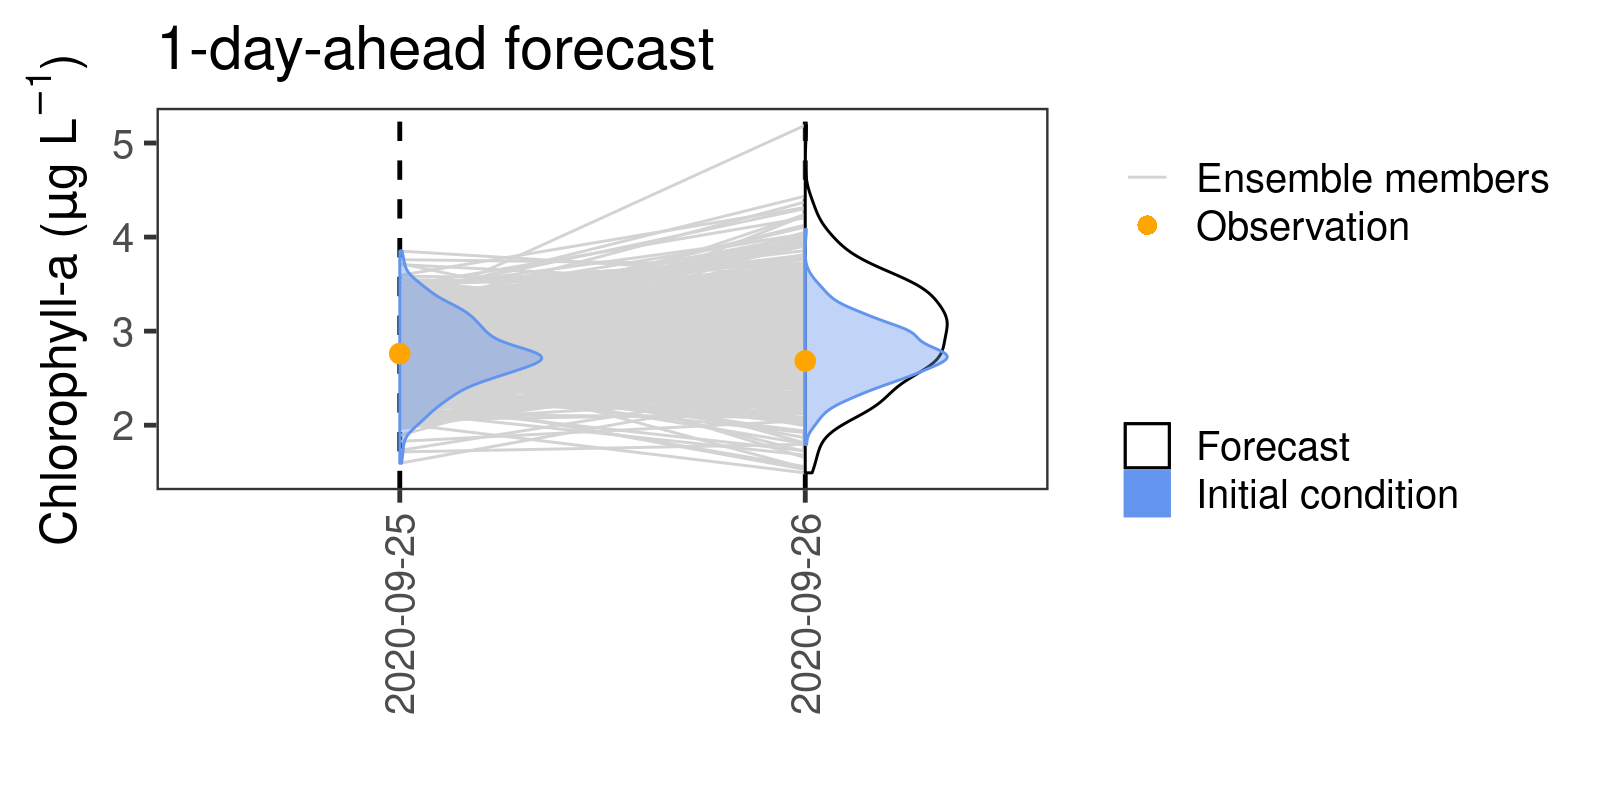 1-day-ahead forecast
Chlorophyll-a (µg L⁻¹)
5
4
3
2
2020-09-25
2020-09-26
Ensemble members
Observation
Forecast
Initial condition